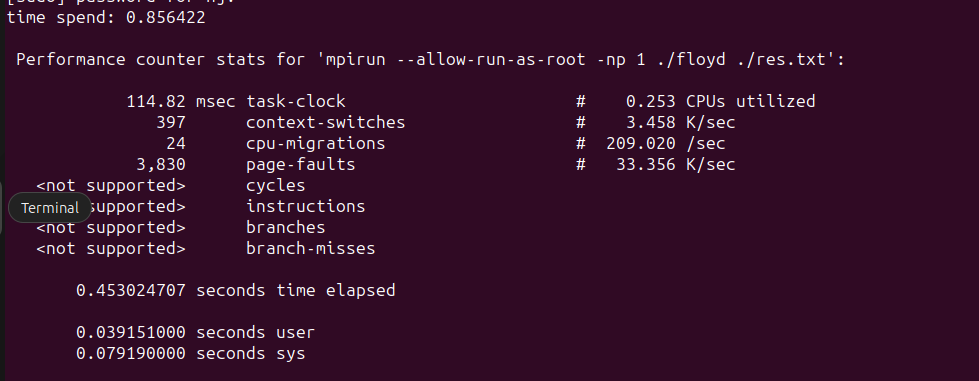 time spend: 0.856422
Performance counter stats for 'mpirun --allow-run-as-root -np 1 ./floyd ./res.txt':
114.82 msec task-clock # 0.253 CPUs utilized
397 context-switches # 3.458 K/sec
24 cpu-migrations # 209.020 /sec
3,830 page-faults # 33.356 K/sec
<not supported> cycles
Terminal
supported> instructions
<not supported> branches
<not supported> branch-misses
0.453024707 seconds time elapsed
0.039151000 seconds user
0.079190000 seconds sys